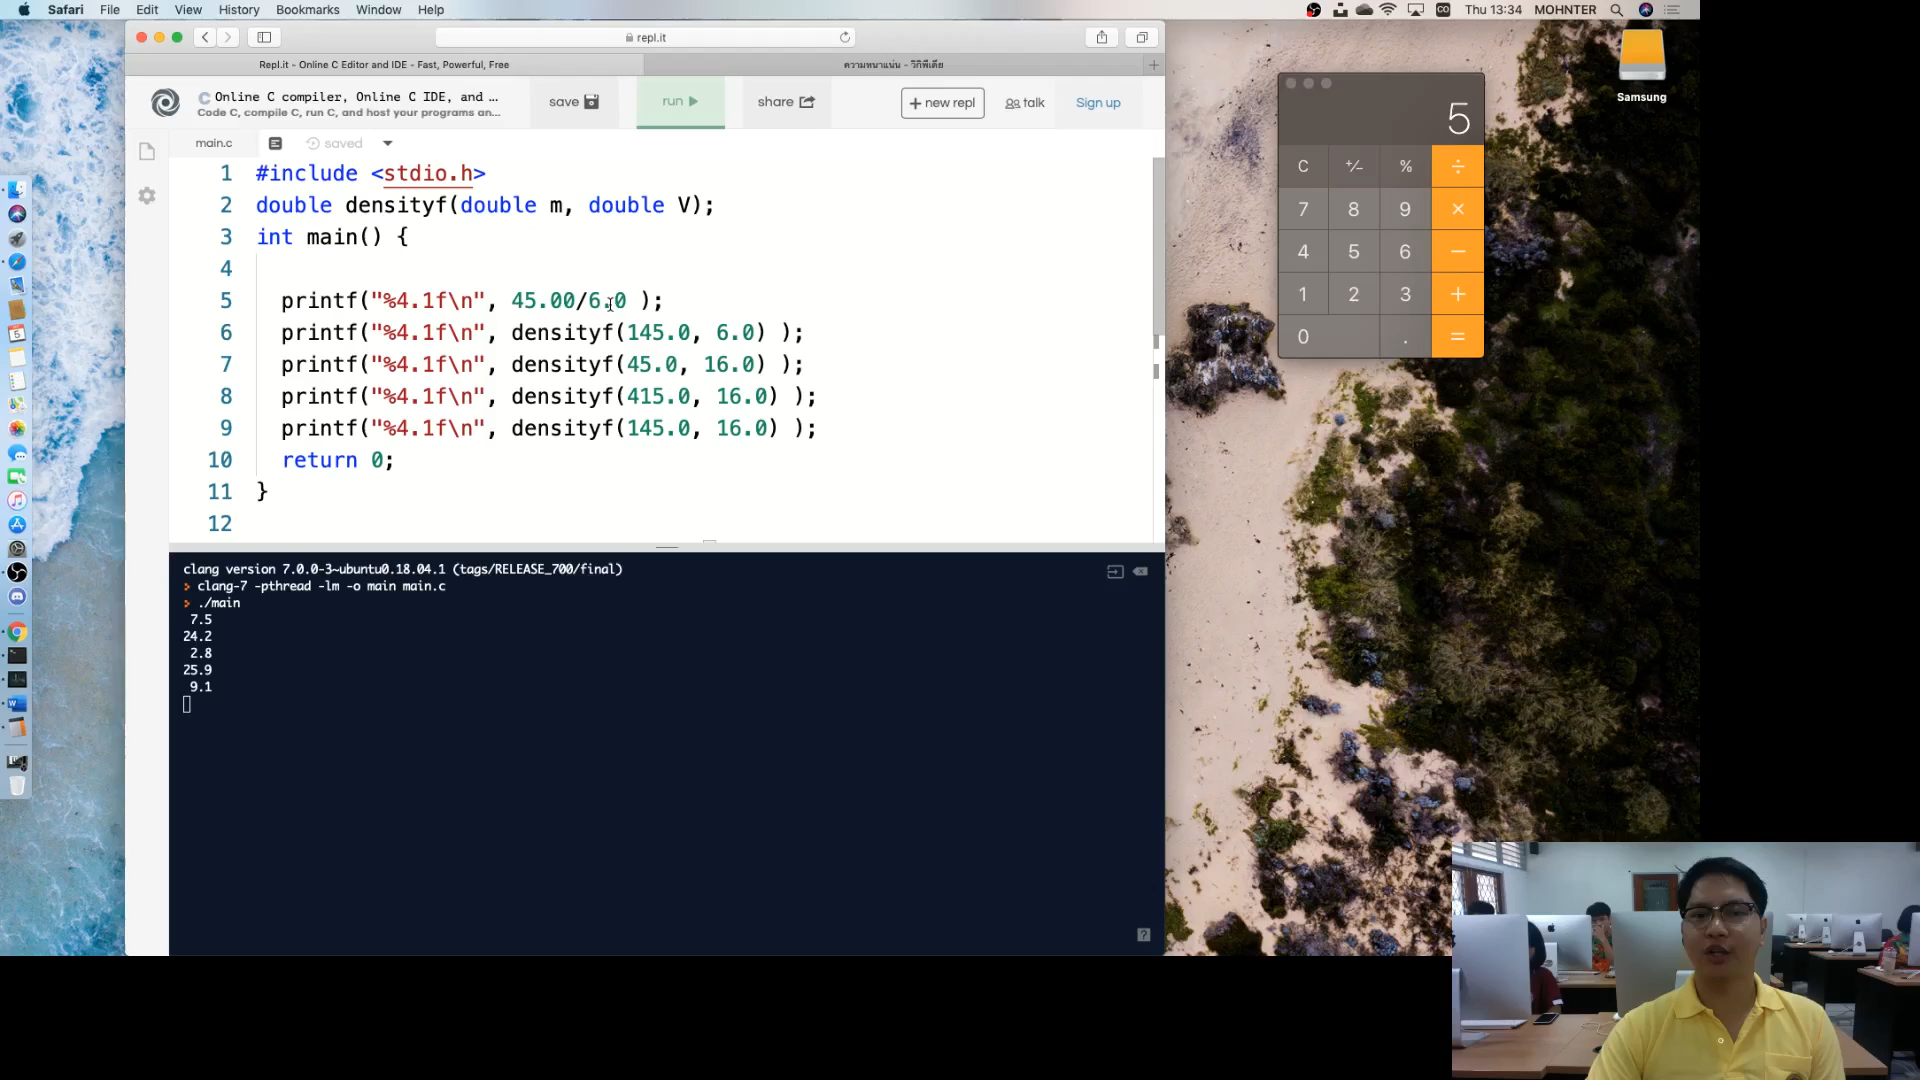 Safari File Edit View History Bookmarks Window Help
Thu 13:34 MOHNTER
repl.it
Repl.it - Online C Editor and IDE - Fast, Powerful, Free
ความหนาแน่น - วิกิพีเดีย
Online C compiler, Online C IDE, and ...
Code C, compile C, run C, and host your programs an...
save
run
share
+ new repl
talk
Sign up
main.c
saved
1 #include <stdio.h>
2 double densityf(double m, double V);
3 int main() {
4
5 printf("%4.1f\n", 45.00/6.0 );
6 printf("%4.1f\n", densityf(145.0, 6.0) );
7 printf("%4.1f\n", densityf(45.0, 16.0) );
8 printf("%4.1f\n", densityf(415.0, 16.0) );
9 printf("%4.1f\n", densityf(145.0, 16.0) );
10 return 0;
11 }
12
clang version 7.0.0-3~ubuntu0.18.04.1 (tags/RELEASE_700/final)
> clang-7 -pthread -lm -o main main.c
> ./main
7.5
24.2
2.8
25.9
9.1
?
5
C +/− % ÷
7 8 9 ×
4 5 6 −
1 2 3 +
0 . =
Samsung